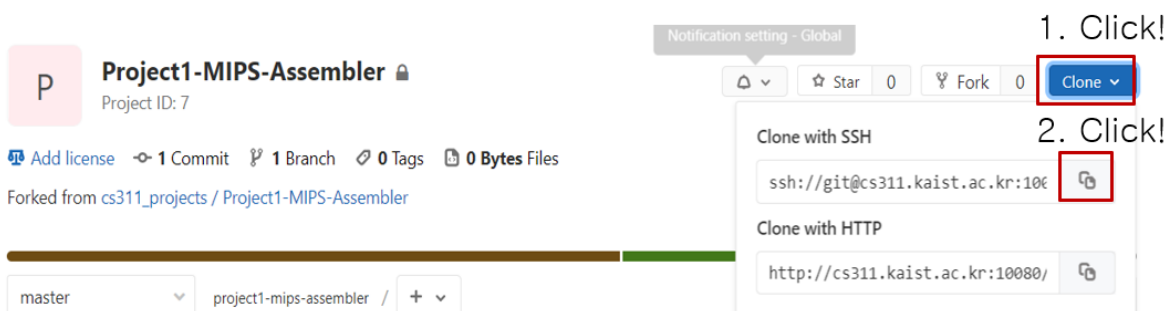 1. Click!
Notification setting - Global
P
Project1-MIPS-Assembler
Project ID: 7
Star 0
Fork 0
Clone
2. Click!
Add license 1 Commit 1 Branch 0 Tags 0 Bytes Files
Forked from cs311_projects / Project1-MIPS-Assembler
Clone with SSH
ssh://git@cs311.kaist.ac.kr:100
Clone with HTTP
http://cs311.kaist.ac.kr:10080/
master
project1-mips-assembler / +